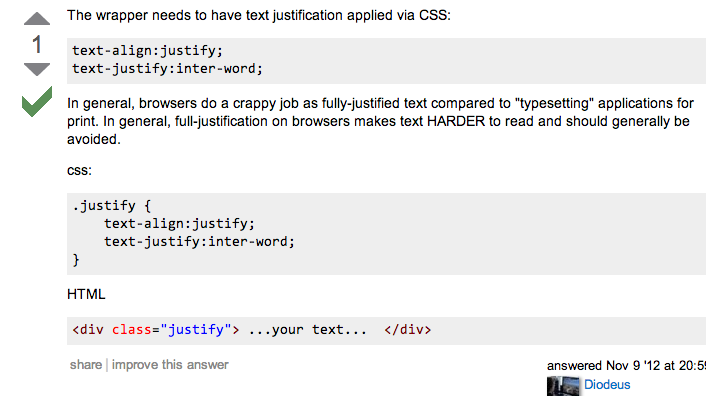 The wrapper needs to have text justification applied via CSS:
1
text-align:justify;
text-justify:inter-word;
In general, browsers do a crappy job as fully-justified text compared to "typesetting" applications for
print. In general, full-justification on browsers makes text HARDER to read and should generally be
avoided.
css:
.justify {
    text-align:justify;
    text-justify:inter-word;
}
HTML
<div class="justify"> ...your text...  </div>
share | improve this answer
answered Nov 9 '12 at 20:59
Diodeus